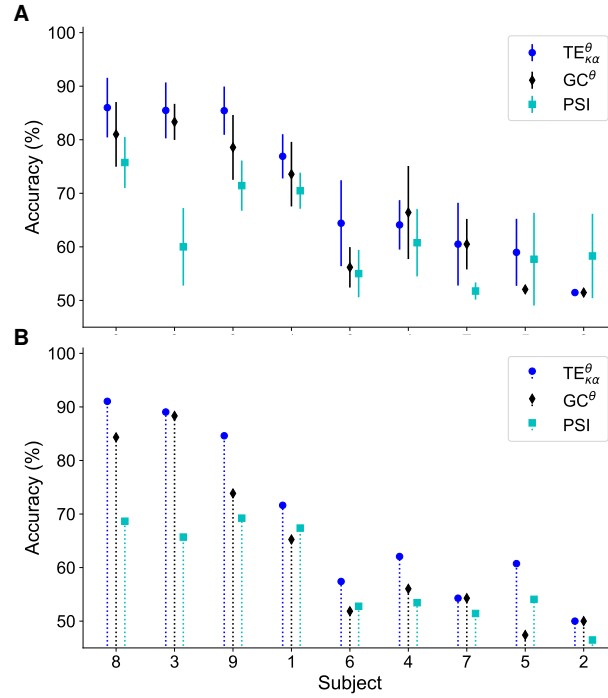 A
100
90
80
70
60
50
Accuracy (%)
TE^θ_κα
GC^θ
PSI
B
100
90
80
70
60
50
Accuracy (%)
TE^θ_κα
GC^θ
PSI
8 3 9 1 6 4 7 5 2
Subject